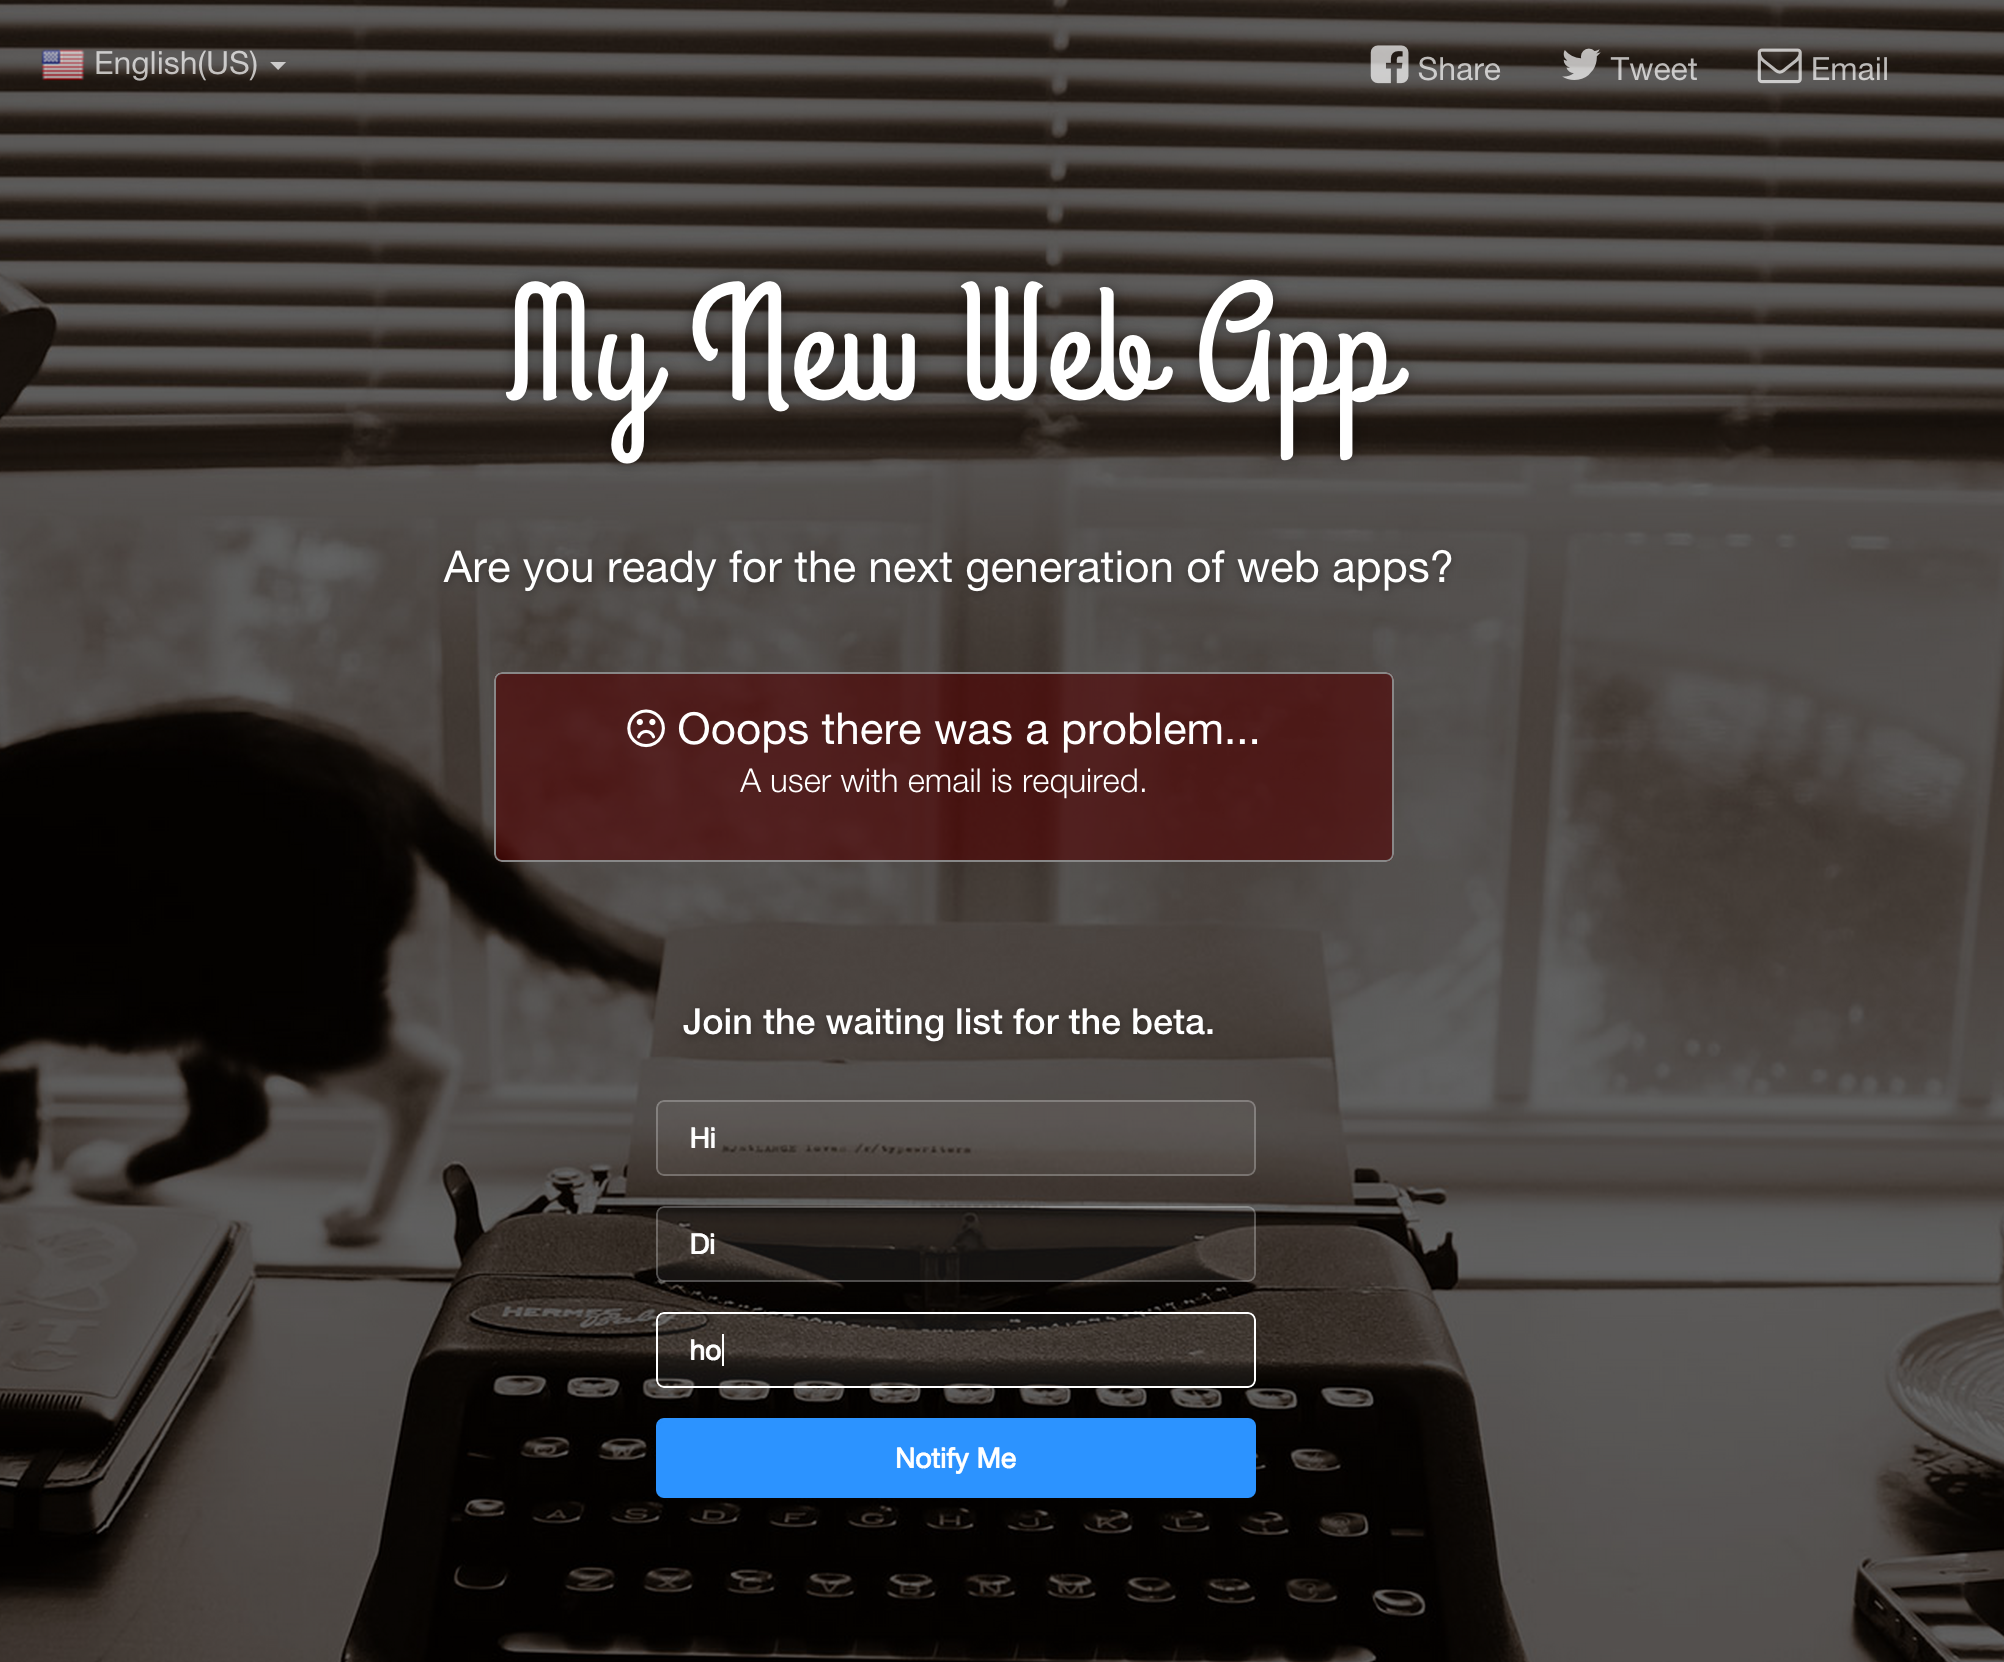 English(US)
Share
Tweet
Email
My New Web App
Are you ready for the next generation of web apps?
Ooops there was a problem...
A user with email is required.
Join the waiting list for the beta.
Hi
Di
HERMES Baby
ho
Notify Me
A S D F G H J K L
Z X C V B N M